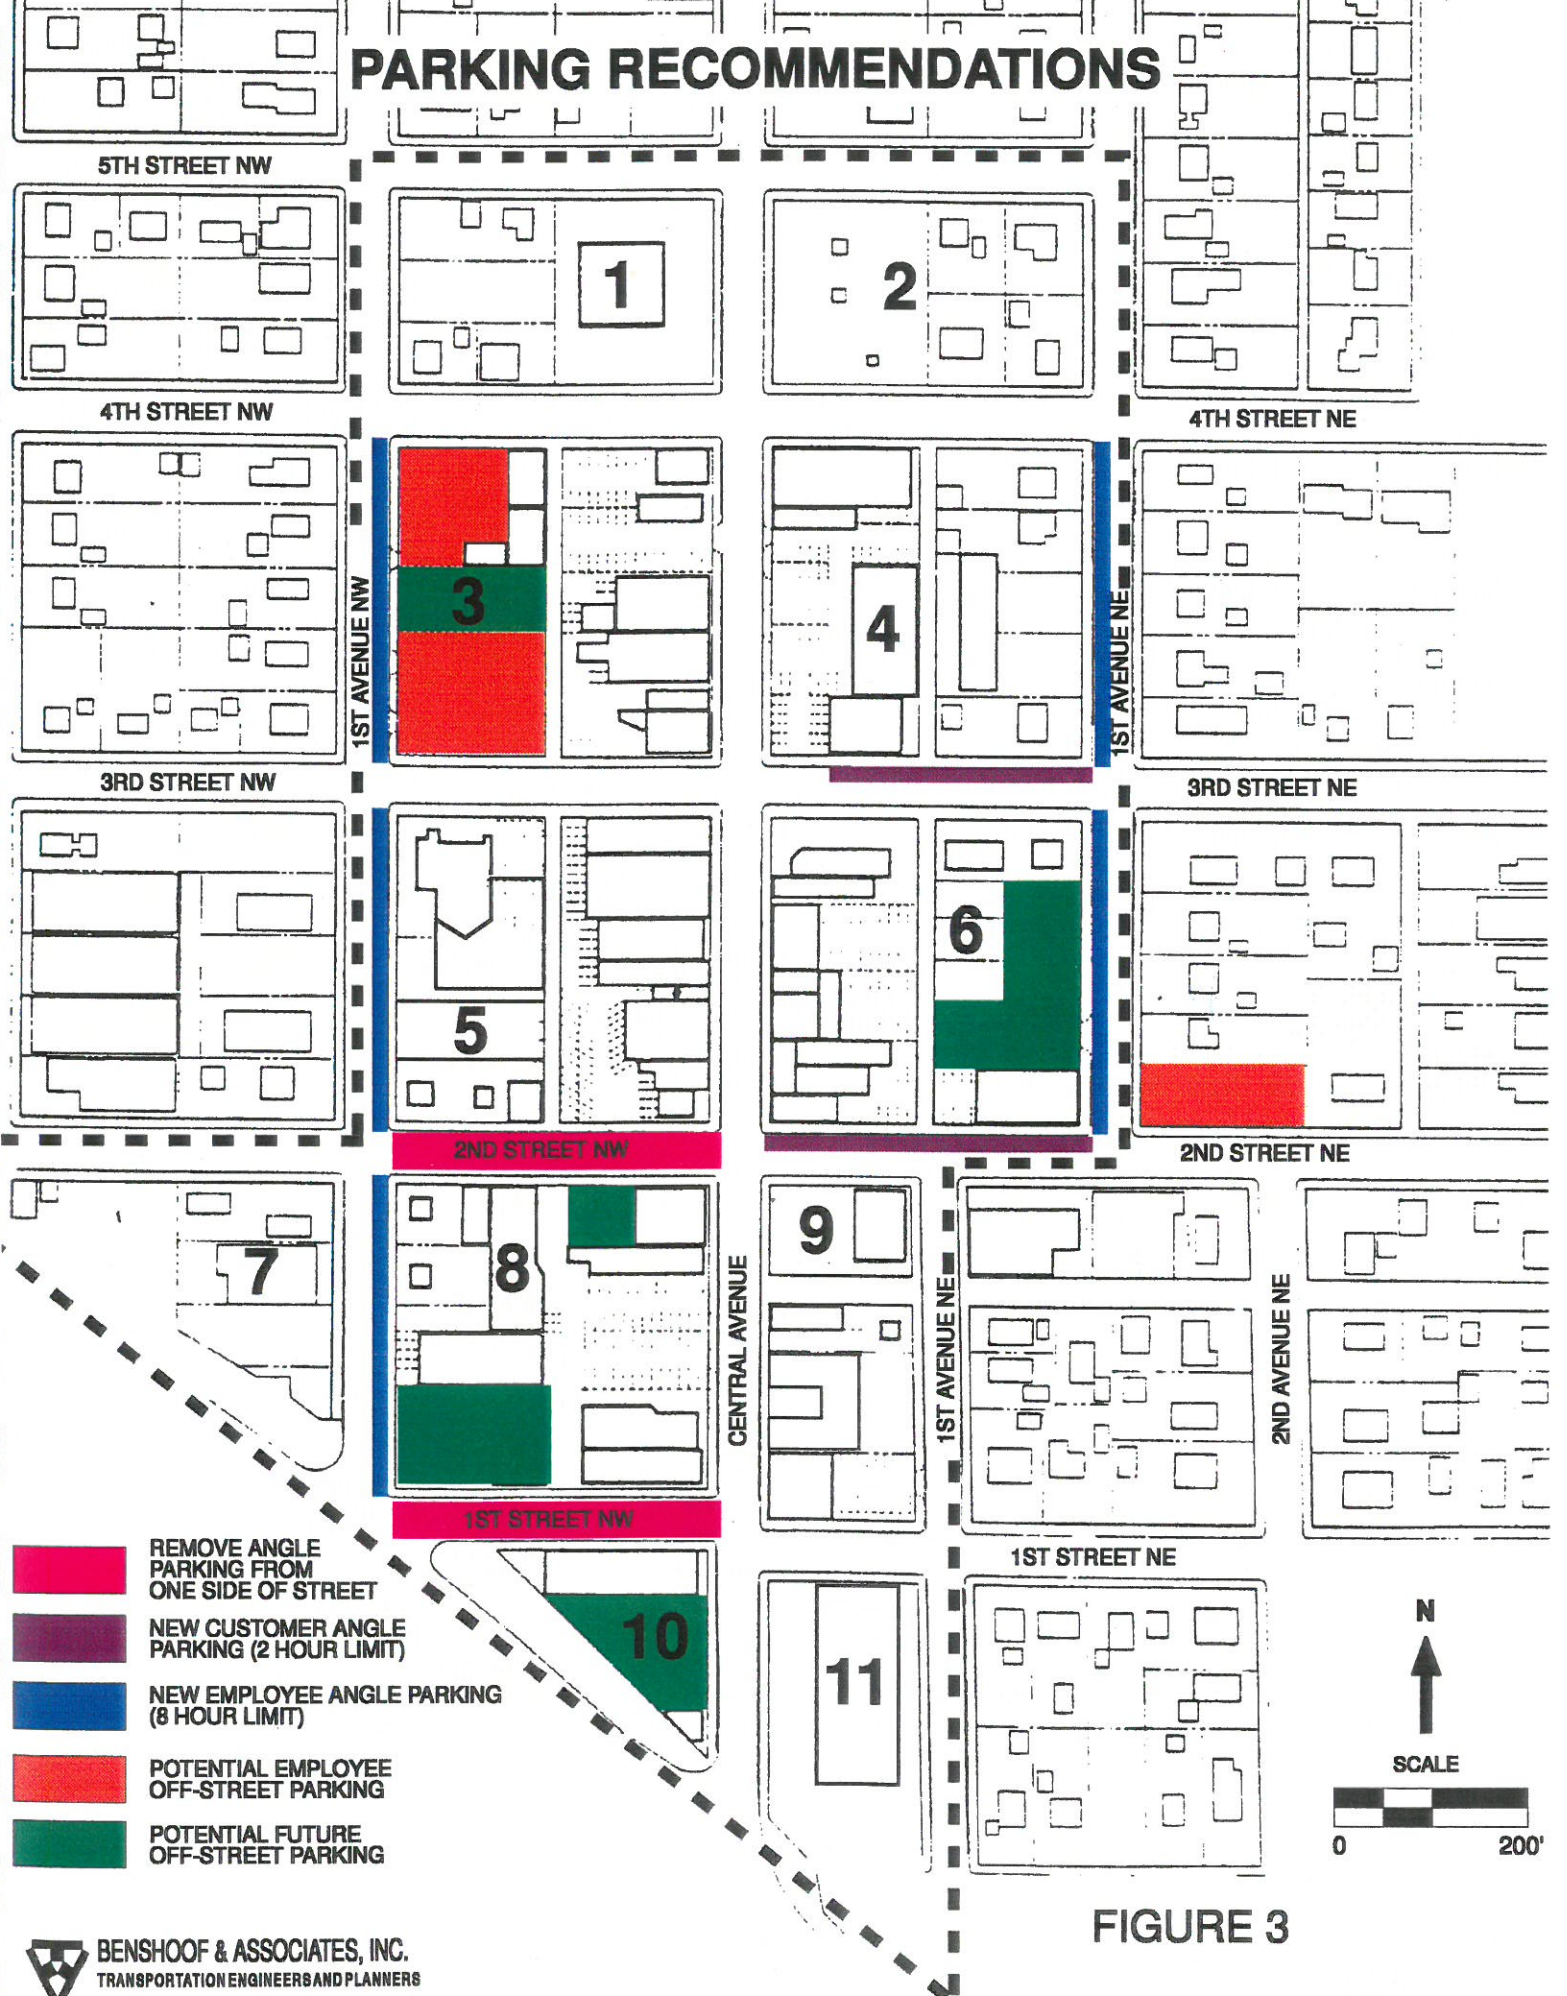 PARKING RECOMMENDATIONS
5TH STREET NW
1
2
4TH STREET NW
4TH STREET NE
1ST AVENUE NW
3
4
1ST AVENUE NE
3RD STREET NW
3RD STREET NE
6
5
2ND STREET NW
2ND STREET NE
7
8
9
CENTRAL AVENUE
1ST AVENUE NE
2ND AVENUE NE
1ST STREET NW
1ST STREET NE
10
11
REMOVE ANGLE
PARKING FROM
ONE SIDE OF STREET
NEW CUSTOMER ANGLE
PARKING (2 HOUR LIMIT)
NEW EMPLOYEE ANGLE PARKING
(8 HOUR LIMIT)
POTENTIAL EMPLOYEE
OFF-STREET PARKING
POTENTIAL FUTURE
OFF-STREET PARKING
N
SCALE
0 200'
FIGURE 3
BENSHOOF & ASSOCIATES, INC.
TRANSPORTATION ENGINEERS AND PLANNERS